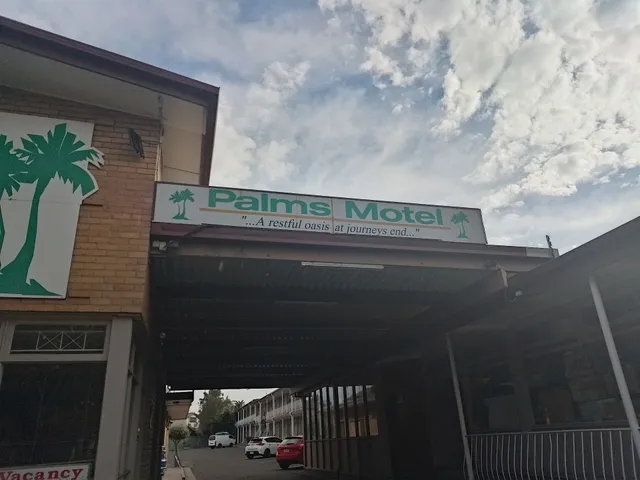 Palms Motel
"...A restful oasis at journeys end..."
Vacancy